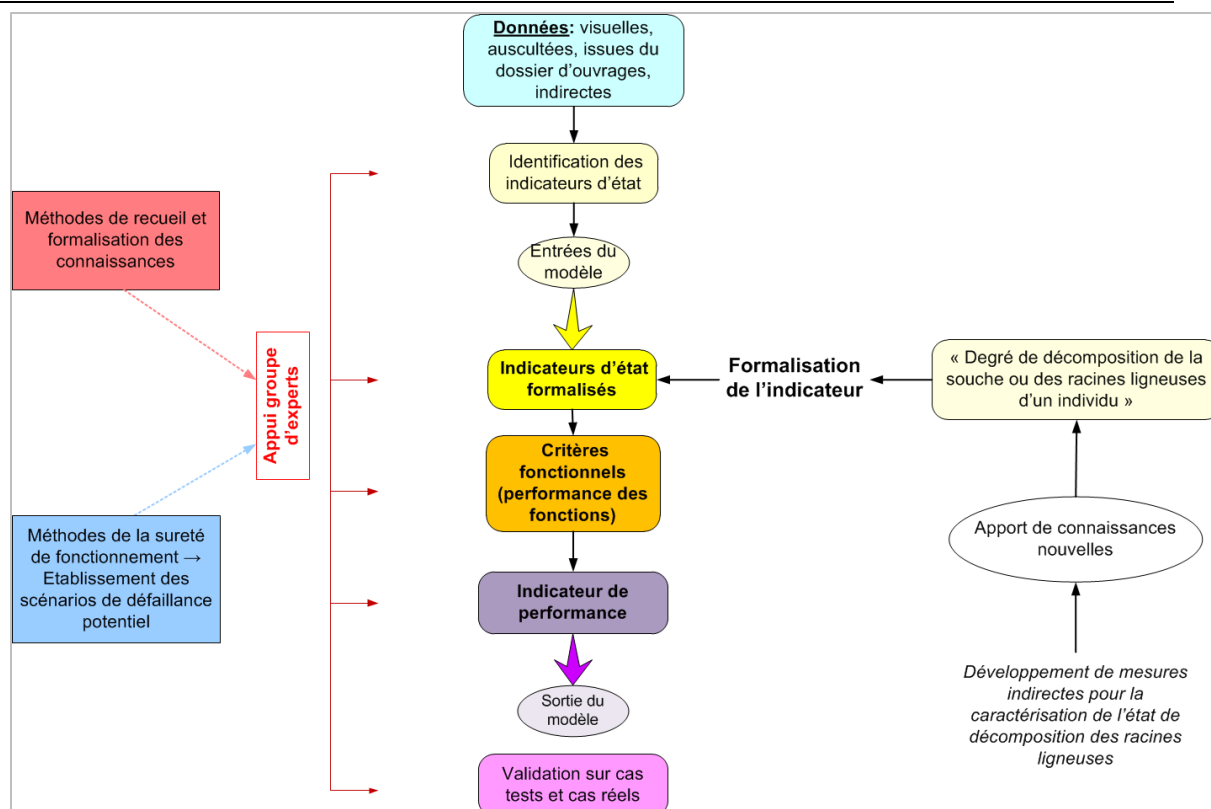 Données: visuelles,
auscultées, issues du
dossier d'ouvrages,
indirectes
Identification des
indicateurs d'état
Méthodes de recueil et
formalisation des
connaissances
Entrées du
modèle
Appui groupe
d'experts
Indicateurs d'état
formalisés
Formalisation
de l'indicateur
« Degré de décomposition de la
souche ou des racines ligneuses
d'un individu »
Critères
fonctionnels
(performance des
fonctions)
Méthodes de la sureté
de fonctionnement →
Etablissement des
scénarios de défaillance
potentiel
Apport de connaissances
nouvelles
Indicateur de
performance
Sortie du
modèle
Développement de mesures
indirectes pour la
caractérisation de l'état de
décomposition des racines
ligneuses
Validation sur cas
tests et cas réels